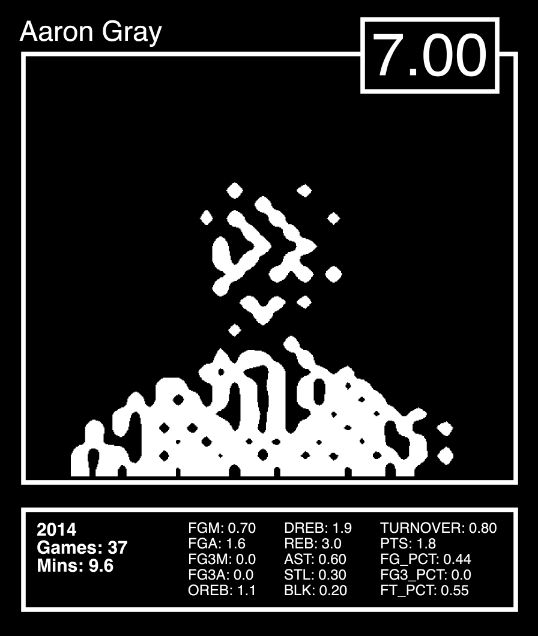 Aaron Gray
7.00
2014
Games: 37
Mins: 9.6
FGM: 0.70
FGA: 1.6
FG3M: 0.0
FG3A: 0.0
OREB: 1.1
DREB: 1.9
REB: 3.0
AST: 0.60
STL: 0.30
BLK: 0.20
TURNOVER: 0.80
PTS: 1.8
FG_PCT: 0.44
FG3_PCT: 0.0
FT_PCT: 0.55